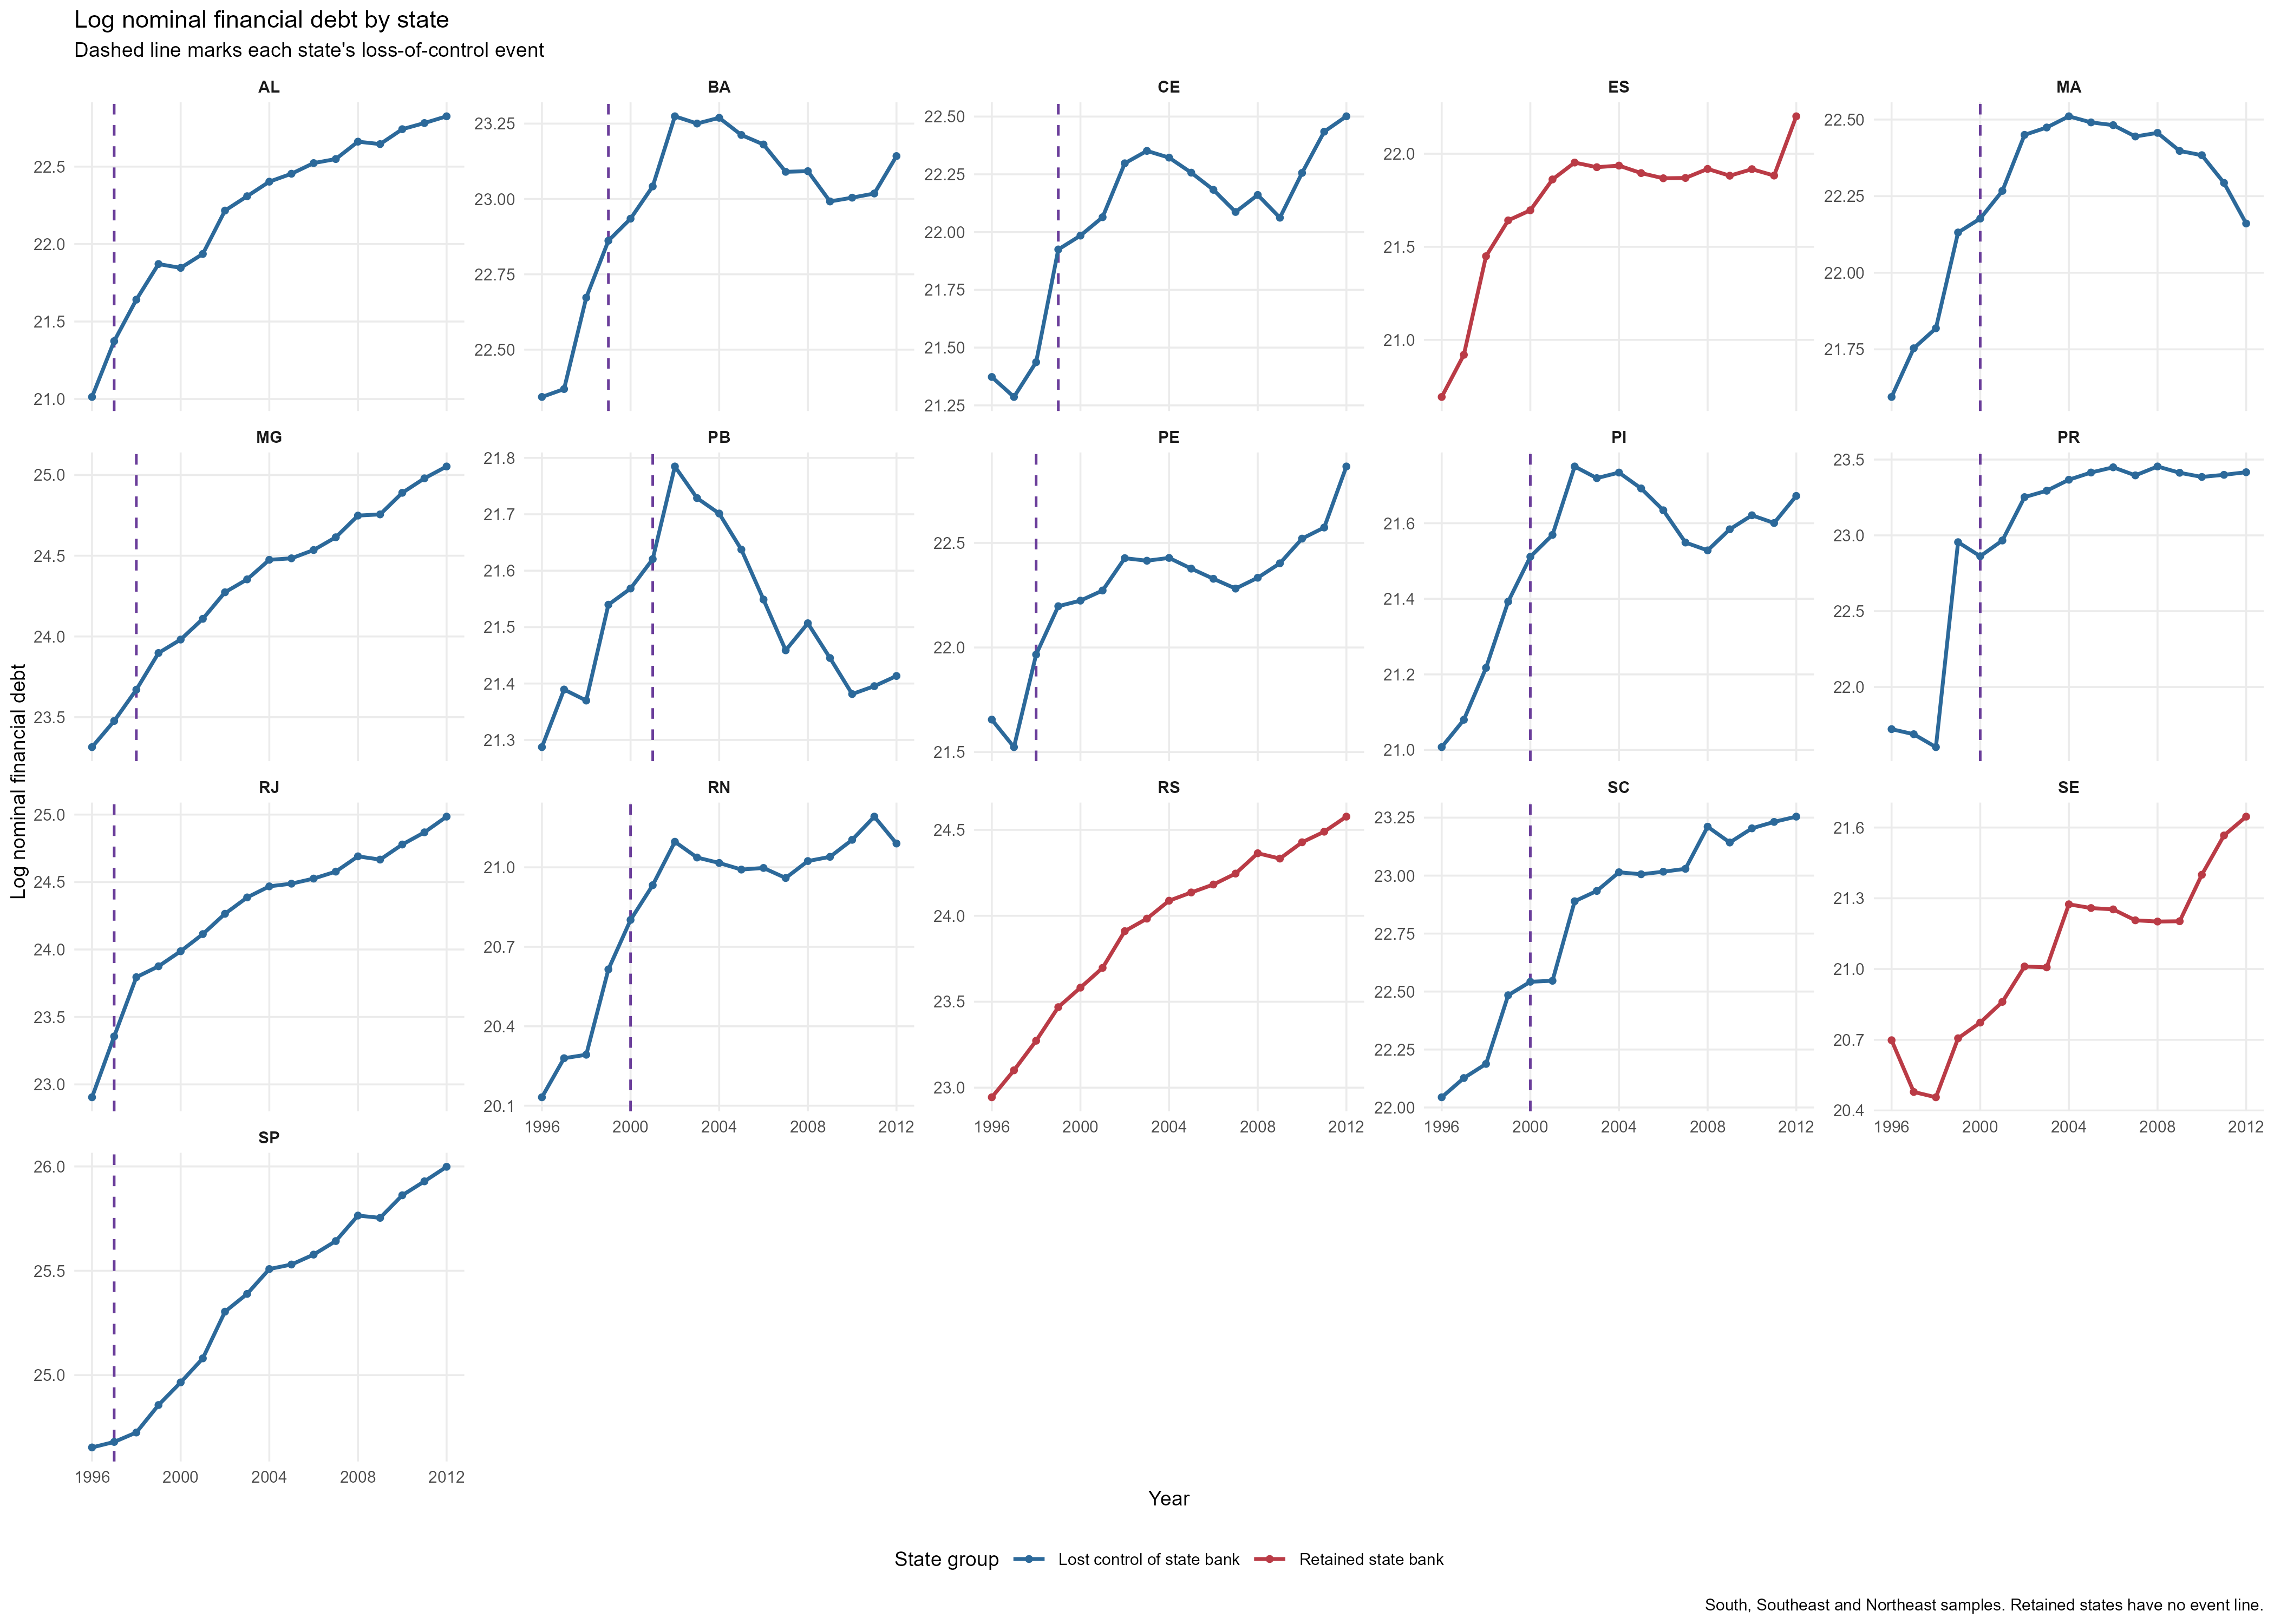 Log nominal financial debt by state
Dashed line marks each state's loss-of-control event
AL
BA
CE
ES
MA
22.5
22.0
21.5
21.0
23.25
23.00
22.75
22.50
22.50
22.25
22.00
21.75
21.50
21.25
22.0
21.5
21.0
22.50
22.25
22.00
21.75
MG
PB
PE
PI
PR
25.0
24.5
24.0
23.5
21.8
21.7
21.6
21.5
21.4
21.3
22.5
22.0
21.5
21.6
21.4
21.2
21.0
23.5
23.0
22.5
22.0
Log nominal financial debt
RJ
RN
RS
SC
SE
25.0
24.5
24.0
23.5
23.0
21.0
20.7
20.4
20.1
24.5
24.0
23.5
23.0
23.25
23.00
22.75
22.50
22.25
22.00
21.6
21.3
21.0
20.7
20.4
1996 2000 2004 2008 2012
1996 2000 2004 2008 2012
1996 2000 2004 2008 2012
1996 2000 2004 2008 2012
SP
26.0
25.5
25.0
1996 2000 2004 2008 2012
Year
State group Lost control of state bank Retained state bank
South, Southeast and Northeast samples. Retained states have no event line.